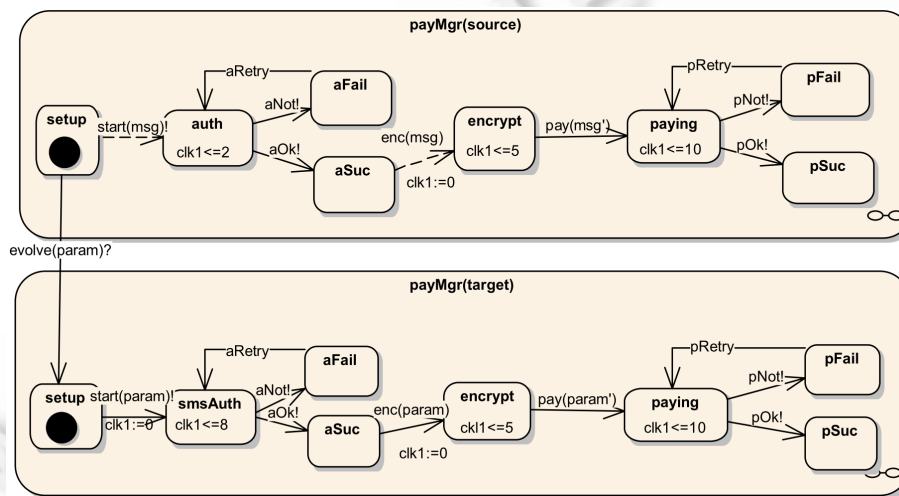 payMgr(source)
aRetry
aFail
pRetry
pFail
setup
start(msg)!
auth
clk1<=2
aNot!
aOk!
aSuc
enc(msg)
clk1:=0
encrypt
clk1<=5
pay(msg')
paying
clk1<=10
pNot!
pOk!
pSuc
evolve(param)?
payMgr(target)
aRetry
aFail
pRetry
pFail
setup
start(param)!
clk1:=0
smsAuth
clk1<=8
aNot!
aOk!
aSuc
enc(param)
clk1:=0
encrypt
ckl1<=5
pay(param')
paying
clk1<=10
pNot!
pOk!
pSuc